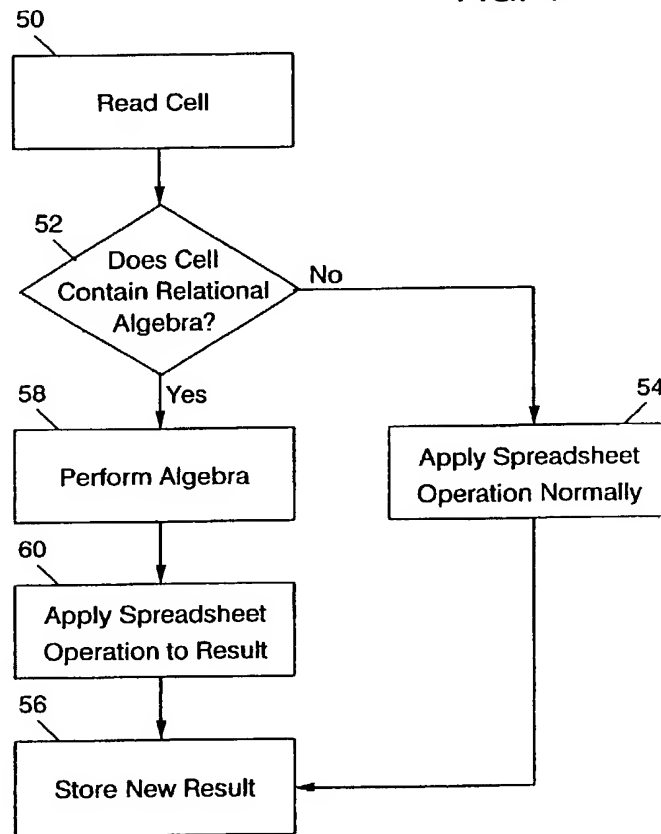 50
Read Cell
52
Does Cell
Contain Relational
Algebra?
No
Yes
58
Perform Algebra
54
Apply Spreadsheet
Operation Normally
60
Apply Spreadsheet
Operation to Result
56
Store New Result